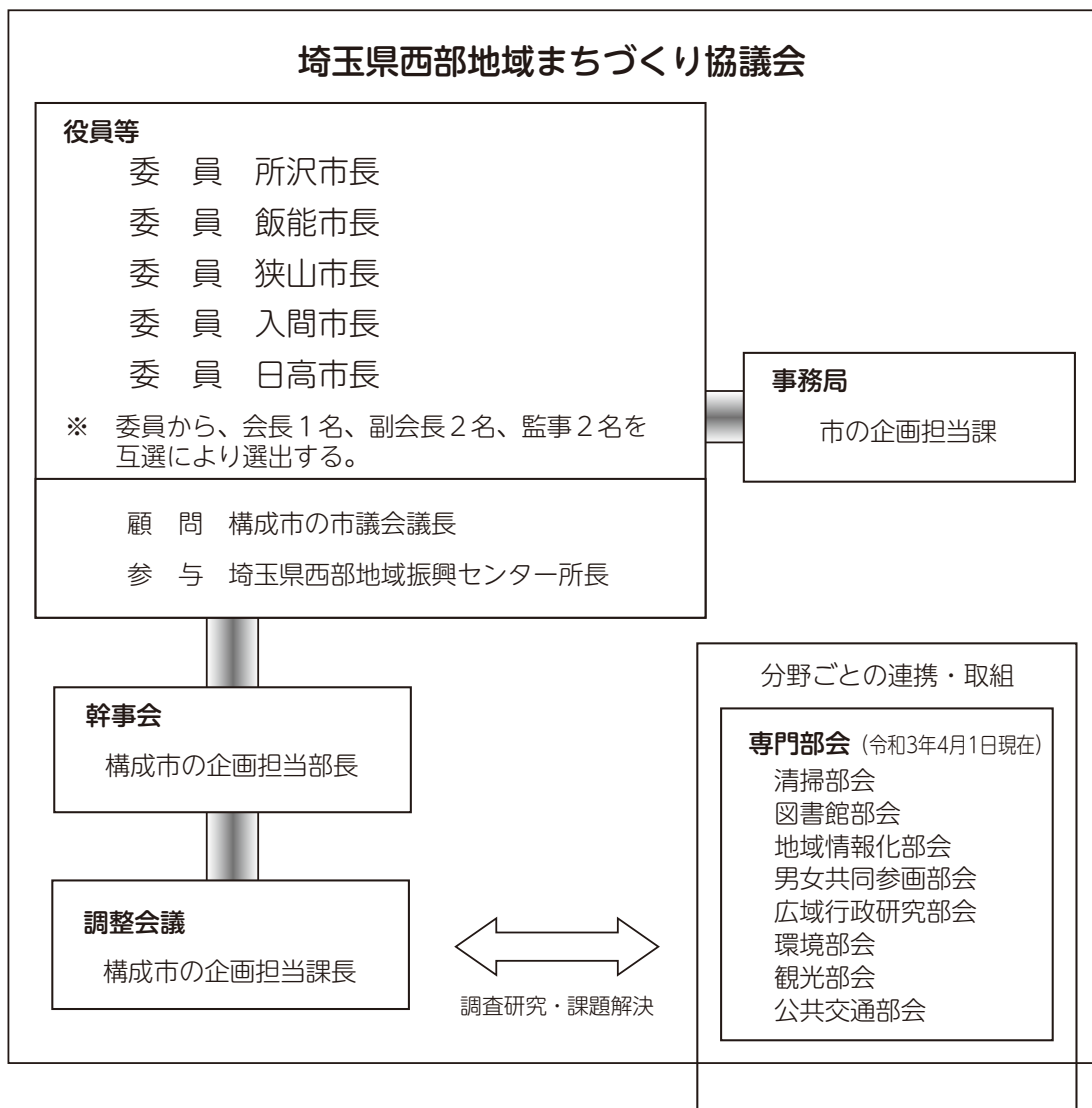 埼玉県西部地域まちづくり協議会
役員等
委　員　所沢市長
委　員　飯能市長
委　員　狭山市長
委　員　入間市長
委　員　日高市長
※　委員から、会長１名、副会長２名、監事２名を
互選により選出する。
顧　問　構成市の市議会議長
参　与　埼玉県西部地域振興センター所長
事務局
市の企画担当課
幹事会
構成市の企画担当部長
調整会議
構成市の企画担当課長
調査研究・課題解決
分野ごとの連携・取組
専門部会（令和3年4月1日現在）
清掃部会
図書館部会
地域情報化部会
男女共同参画部会
広域行政研究部会
環境部会
観光部会
公共交通部会